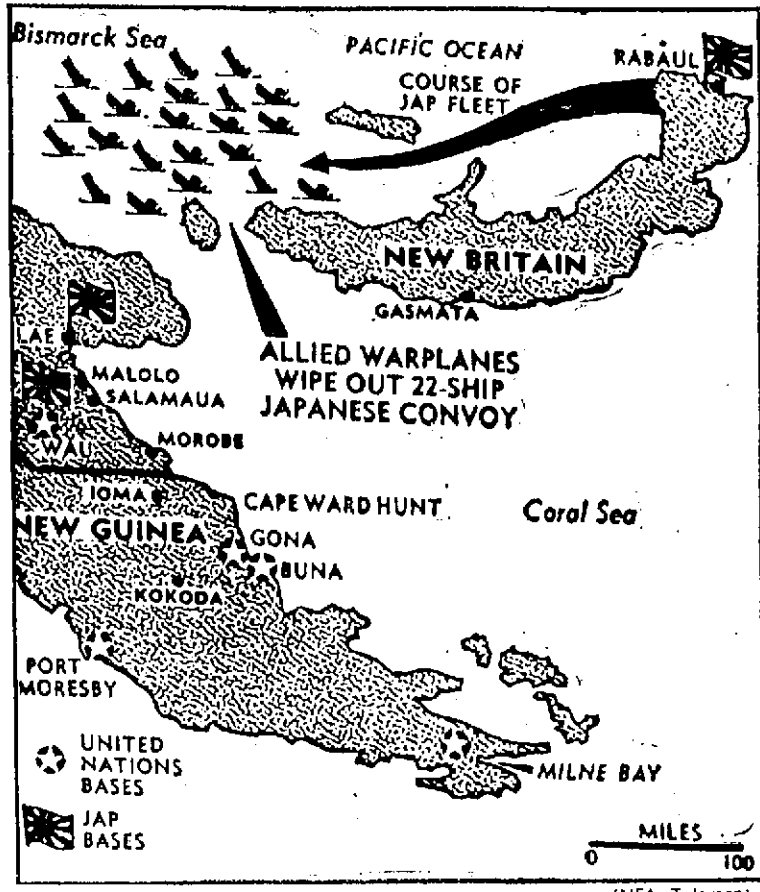 Bismarck Sea
PACIFIC OCEAN
RABAUL
COURSE OF
JAP FLEET
NEW BRITAIN
GASMATA
ALLIED WARPLANES
WIPE OUT 22-SHIP
JAPANESE CONVOY
LAE
MALOLO
SALAMAUA
WAU
MOROBE
IOMA
CAPE WARD HUNT
Coral Sea
NEW GUINEA
GONA
BUNA
KOKODA
PORT
MORESBY
UNITED
NATIONS
BASES
MILNE BAY
JAP
BASES
MILES
0 100